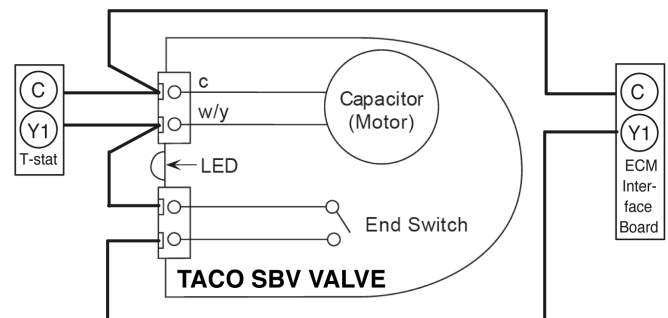 C
Y1
T-stat
c
w/y
Capacitor
(Motor)
LED
End Switch
TACO SBV VALVE
C
Y1
ECM
Inter-
face
Board